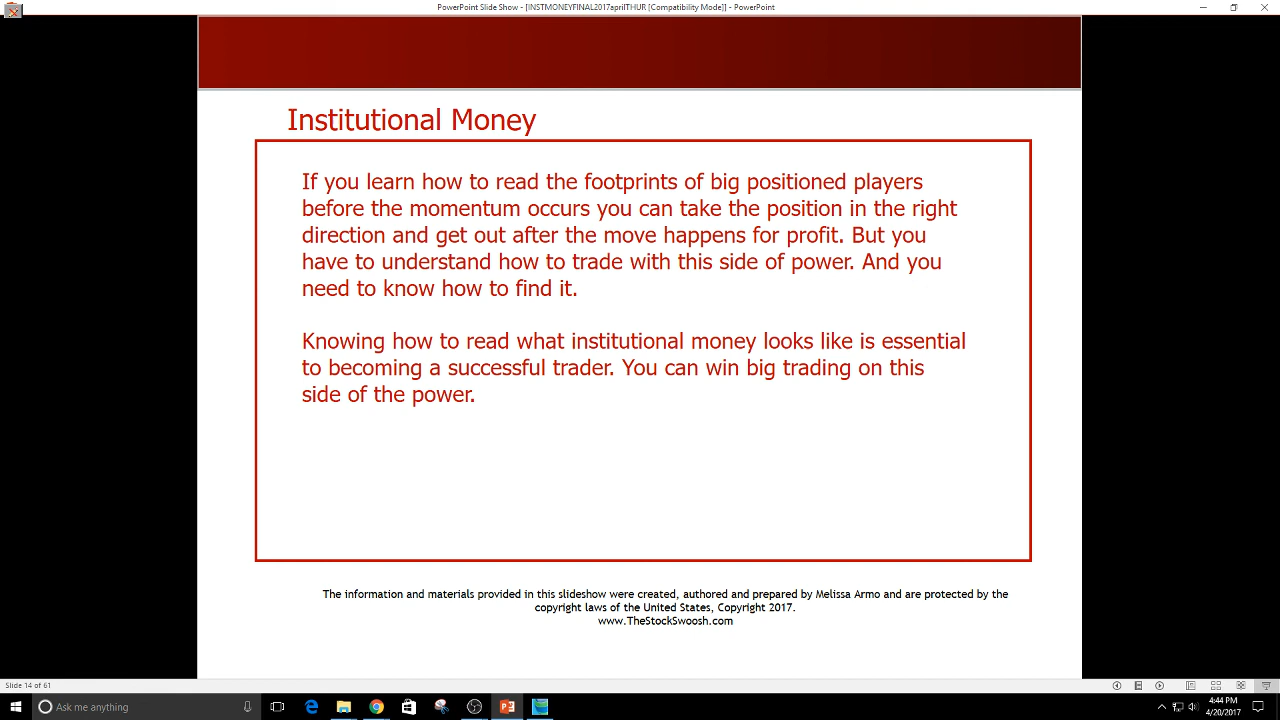 PowerPoint Slide Show - [INSTMONEYFINAL2017aprilTHUR [Compatibility Mode]] - PowerPoint
Institutional Money
If you learn how to read the footprints of big positioned players
before the momentum occurs you can take the position in the right
direction and get out after the move happens for profit. But you
have to understand how to trade with this side of power. And you
need to know how to find it.
Knowing how to read what institutional money looks like is essential
to becoming a successful trader. You can win big trading on this
side of the power.
The information and materials provided in this slideshow were created, authored and prepared by Melissa Armo and are protected by the
copyright laws of the United States, Copyright 2017.
www.TheStockSwoosh.com
Slide 14 of 61
Ask me anything
4:44 PM
4/20/2017